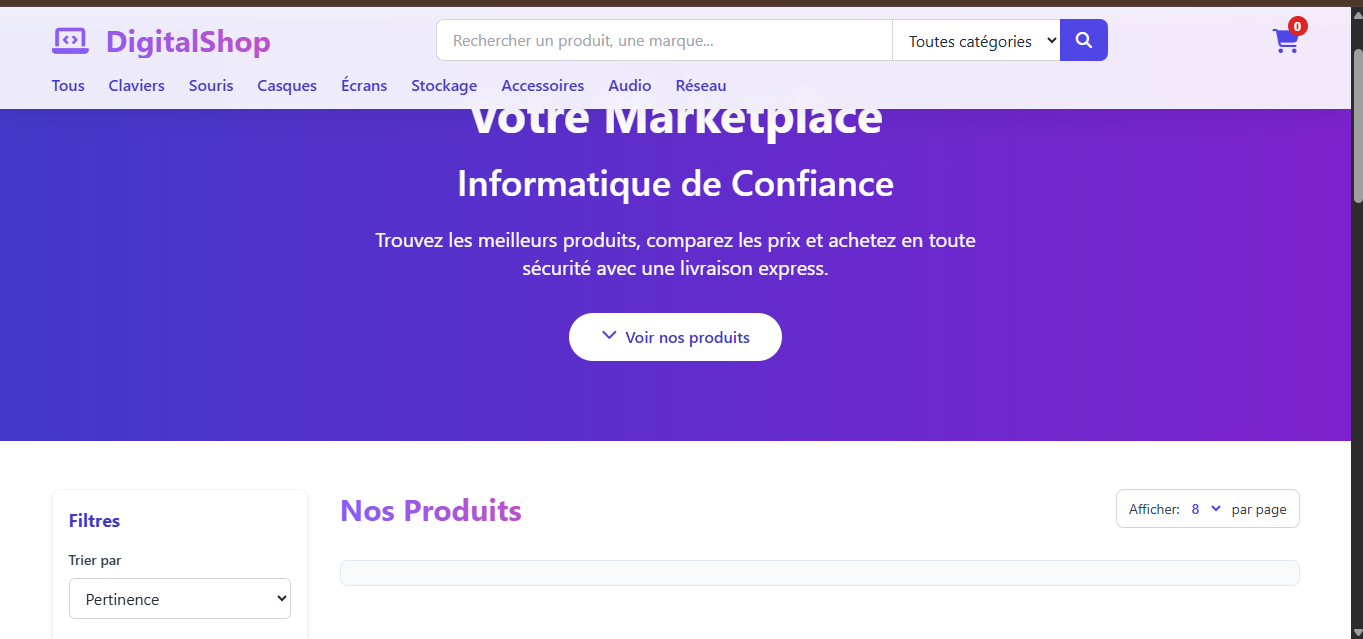 DigitalShop
Rechercher un produit, une marque...
Toutes catégories
0
Tous Claviers Souris Casques Écrans Stockage Accessoires Audio Réseau
Votre Marketplace
Informatique de Confiance
Trouvez les meilleurs produits, comparez les prix et achetez en toute
sécurité avec une livraison express.
Voir nos produits
Filtres
Trier par
Pertinence
Nos Produits
Afficher: 8 par page